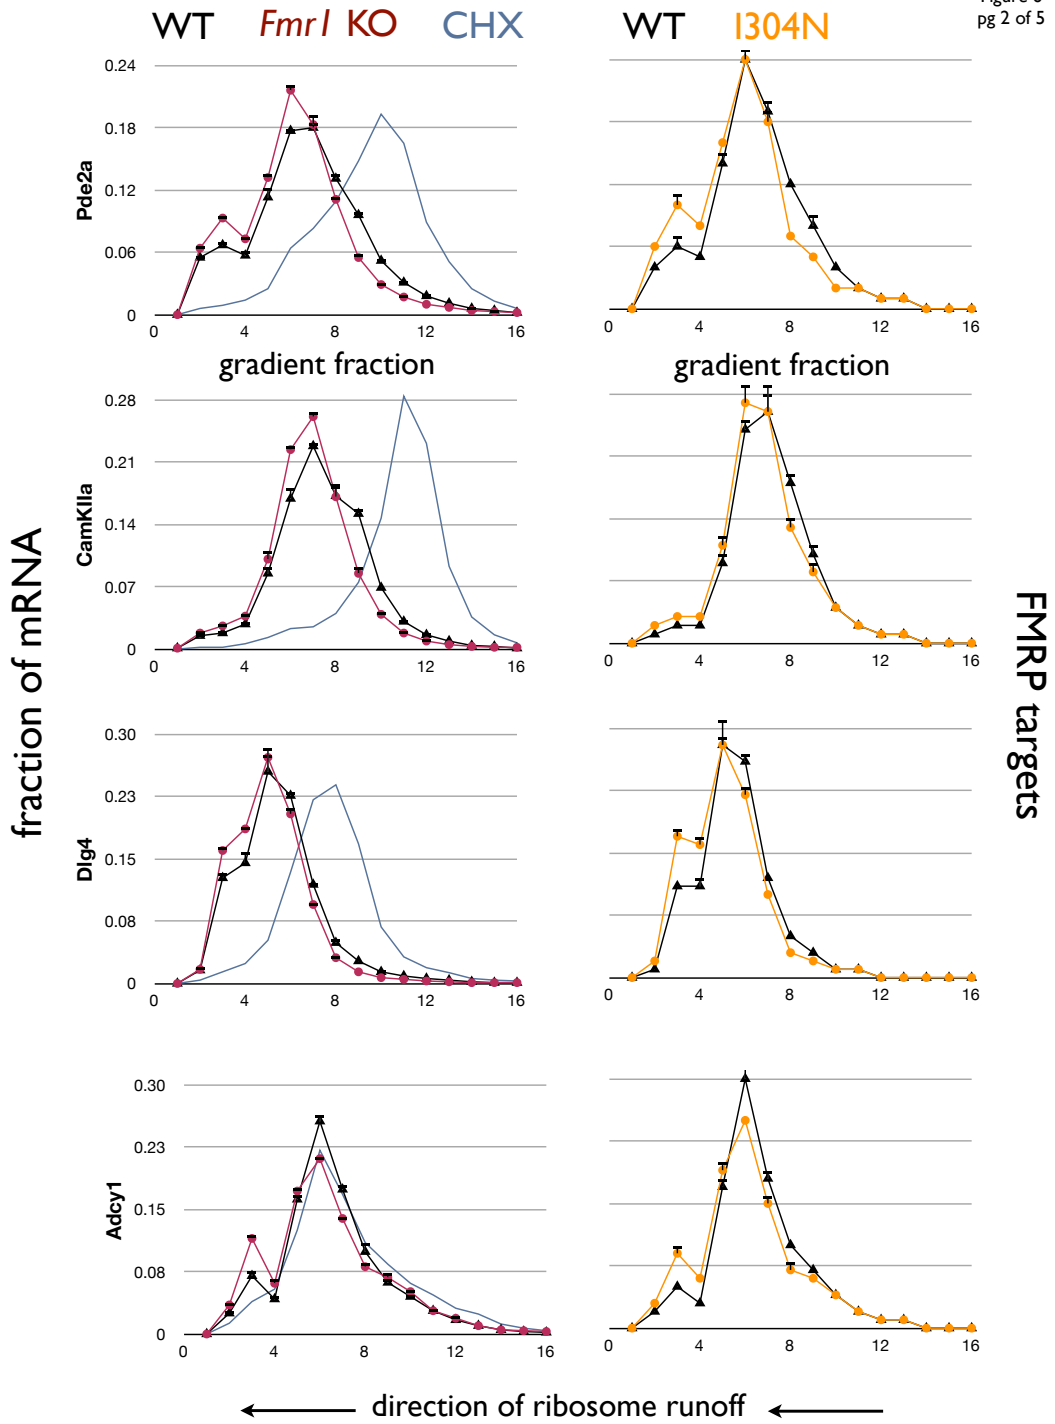 WT Fmr1 KO CHX WT I304N
Figure 6
pg 2 of 5
fraction of mRNA
FMRP targets
Pde2a
0.24
0.18
0.12
0.06
0
0 4 8 12 16
gradient fraction
0 4 8 12 16
gradient fraction
CamKIIa
0.28
0.21
0.14
0.07
0
0 4 8 12 16
0 4 8 12 16
Dlg4
0.30
0.23
0.15
0.08
0
0 4 8 12 16
0 4 8 12 16
Adcy1
0.30
0.23
0.15
0.08
0
0 4 8 12 16
0 4 8 12 16
direction of ribosome runoff